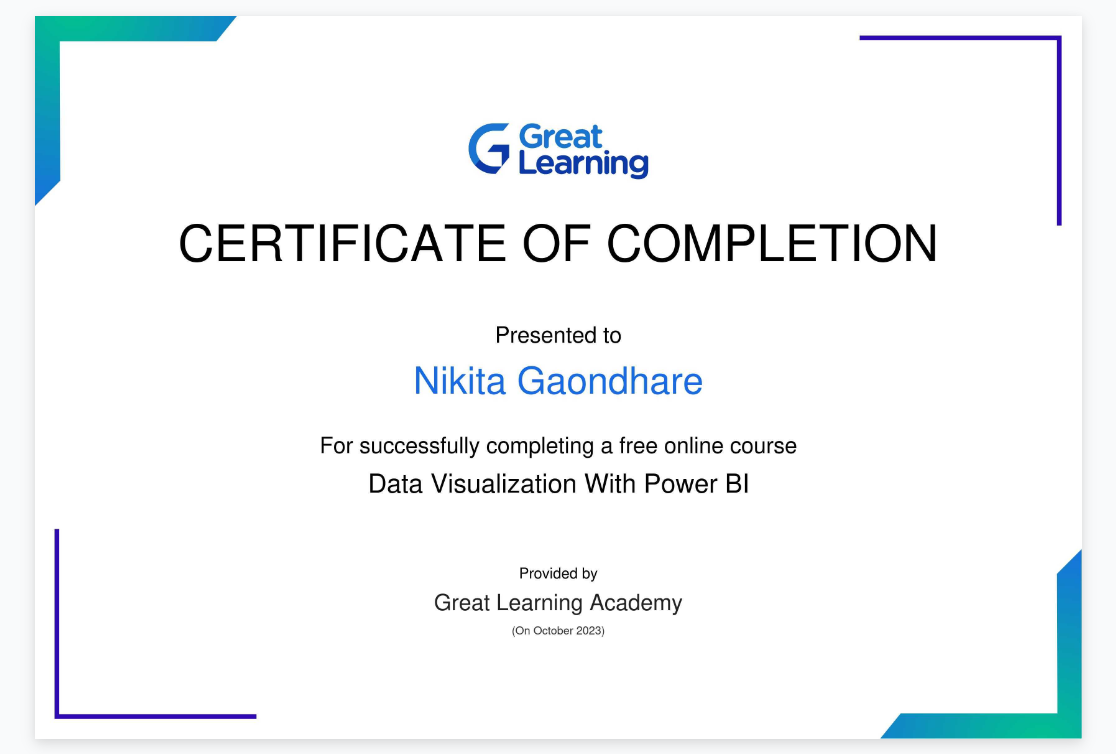 Great
Learning
CERTIFICATE OF COMPLETION
Presented to
Nikita Gaondhare
For successfully completing a free online course
Data Visualization With Power BI
Provided by
Great Learning Academy
(On October 2023)